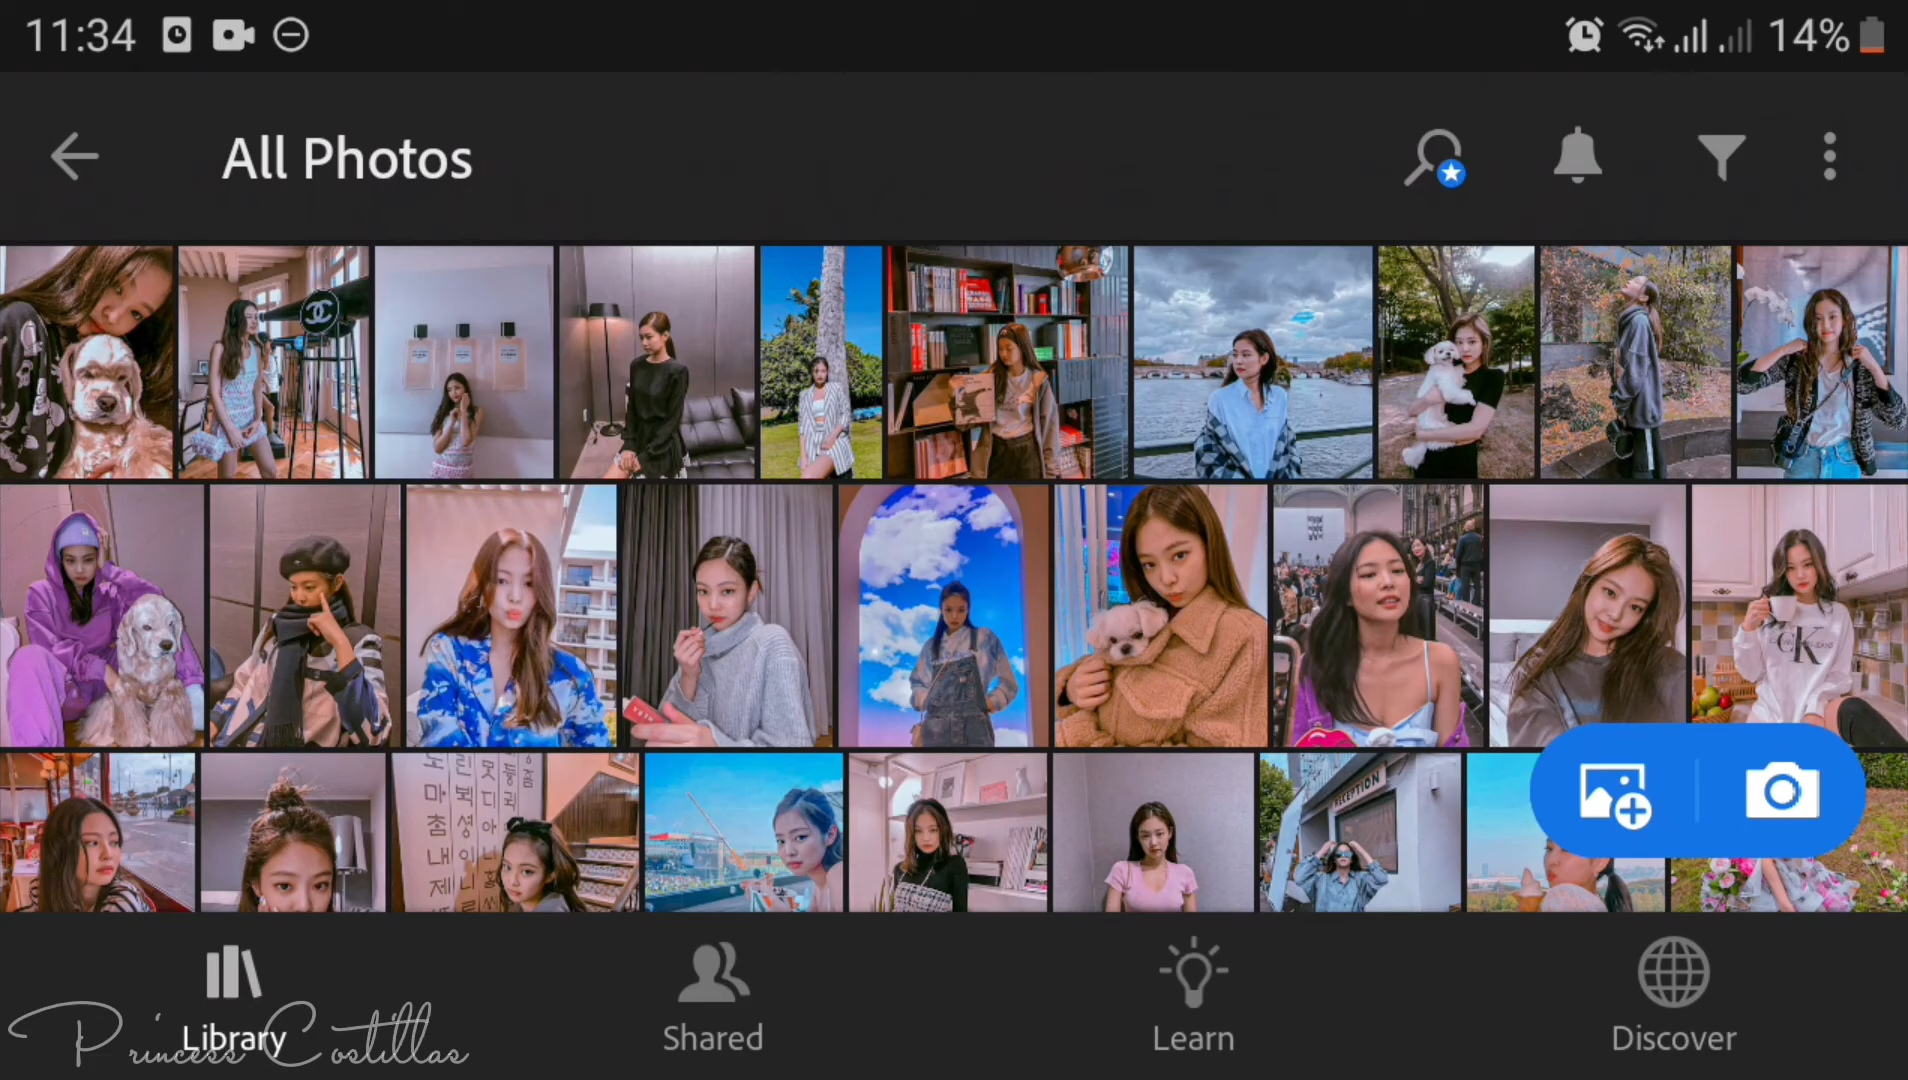 11:34
14%
All Photos
CK
RECEPTION
Library
Shared
Learn
Discover
Princess Costillas